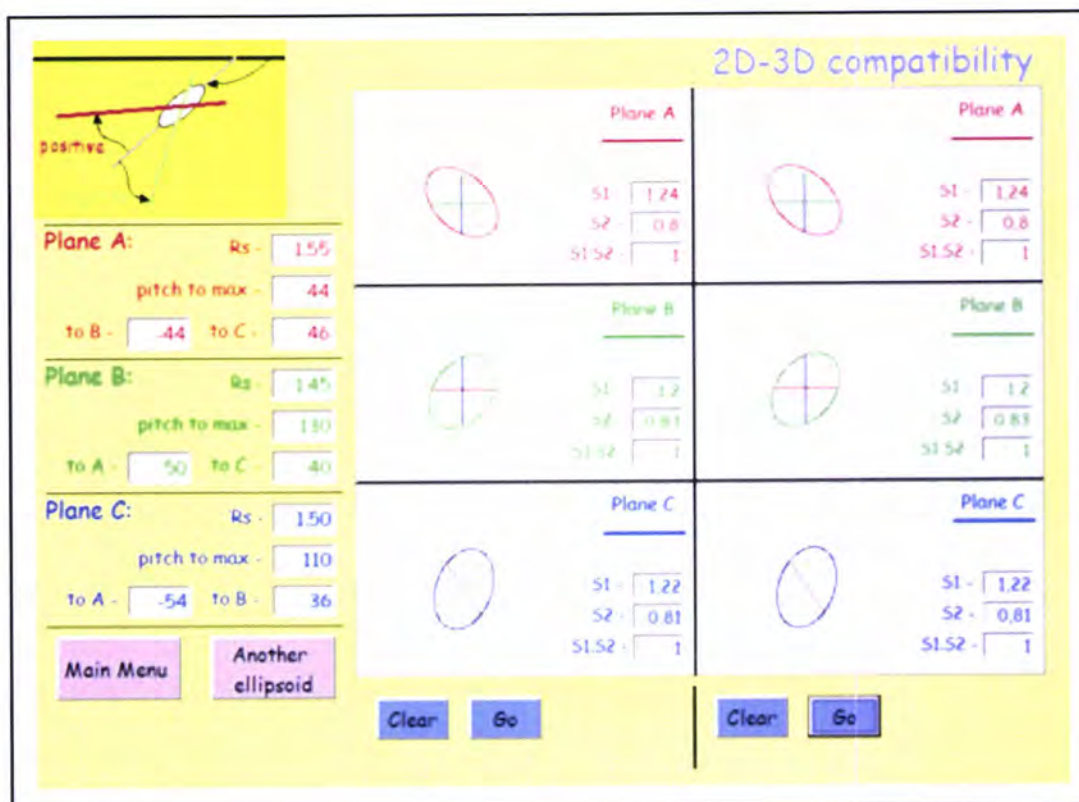 2D-3D compatibility
positive
Plane A:
Rs - 1.55
pitch to max - 44
to B - -44 to C - 46
Plane B:
Rs - 1.45
pitch to max - 130
to A - 50 to C - 40
Plane C:
Rs - 1.50
pitch to max - 110
to A - -54 to B - 36
Main Menu
Another
ellipsoid
Plane A
S1 - 1.24
S2 - 0.8
S1.S2 - 1
Plane B
S1 - 1.2
S2 - 0.83
S1.S2 - 1
Plane C
S1 - 1.22
S2 - 0.81
S1.S2 - 1
Clear Go
Plane A
S1 - 1.24
S2 - 0.8
S1.S2 - 1
Plane B
S1 - 1.2
S2 - 0.83
S1.S2 - 1
Plane C
S1 - 1.22
S2 - 0.81
S1.S2 - 1
Clear Go